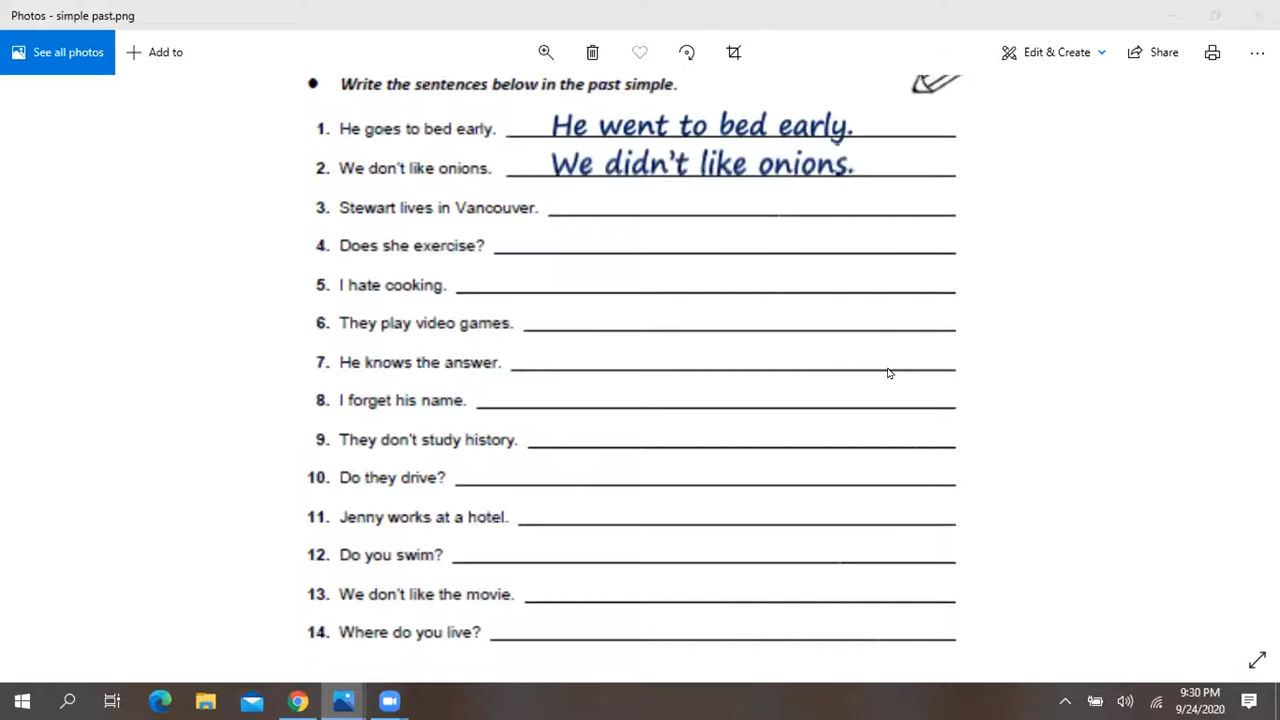 Photos - simple past.png
See all photos
Add to
Edit & Create
Share
Write the sentences below in the past simple.
1. He goes to bed early. He went to bed early.
2. We don't like onions. We didn't like onions.
3. Stewart lives in Vancouver.
4. Does she exercise?
5. I hate cooking.
6. They play video games.
7. He knows the answer.
8. I forget his name.
9. They don't study history.
10. Do they drive?
11. Jenny works at a hotel.
12. Do you swim?
13. We don't like the movie.
14. Where do you live?
9:30 PM
9/24/2020